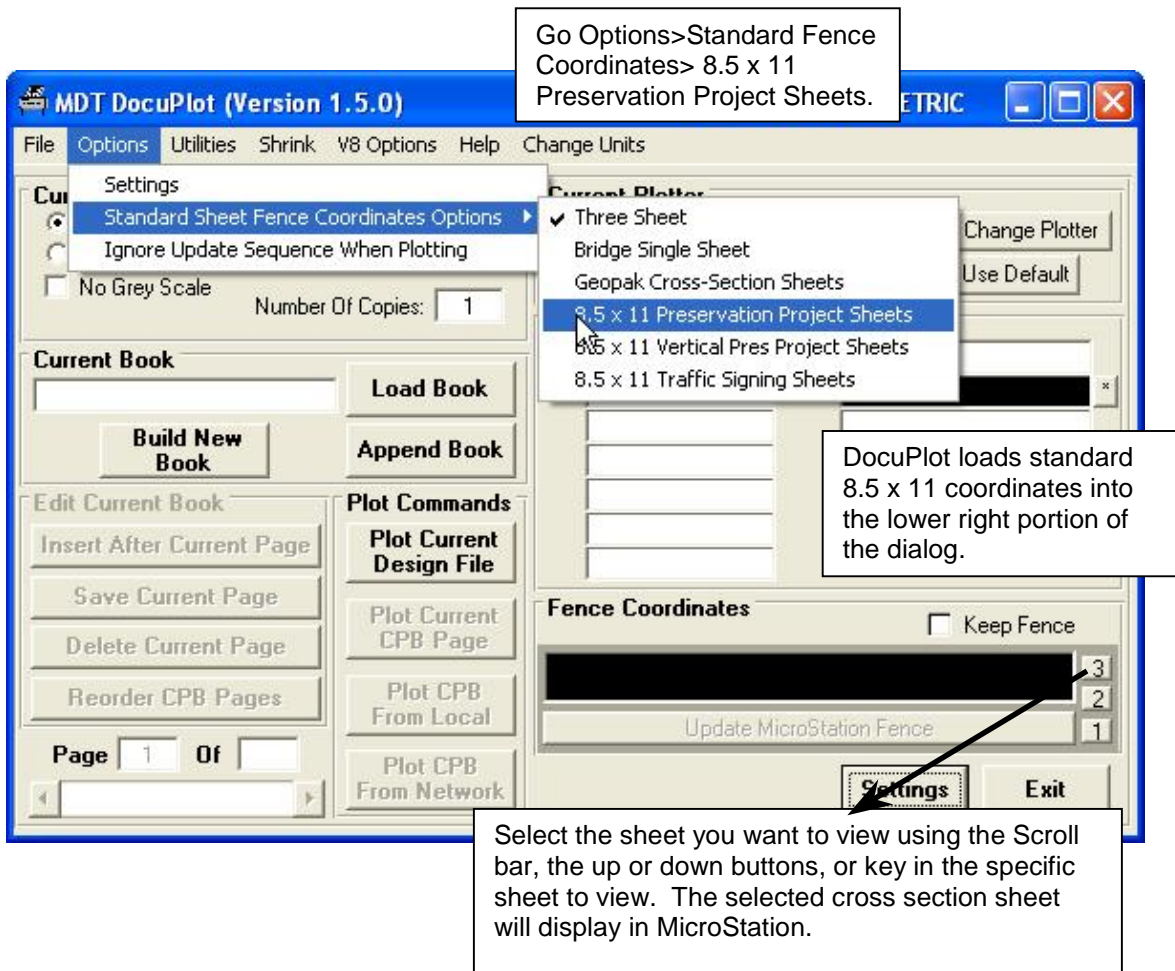 Go Options>Standard Fence
Coordinates> 8.5 x 11
Preservation Project Sheets.
MDT DocuPlot (Version 1.5.0)
ETRIC
File Options Utilities Shrink V8 Options Help Change Units
Settings
Standard Sheet Fence Coordinates Options
Ignore Update Sequence When Plotting
Three Sheet
Bridge Single Sheet
Geopak Cross-Section Sheets
8.5 x 11 Preservation Project Sheets
8.5 x 11 Vertical Pres Project Sheets
8.5 x 11 Traffic Signing Sheets
Cur
Current Plotter
Change Plotter
Use Default
No Grey Scale
Number Of Copies: 1
Current Book
Load Book
Build New
Book
Append Book
*
DocuPlot loads standard
8.5 x 11 coordinates into
the lower right portion of
the dialog.
Edit Current Book
Insert After Current Page
Save Current Page
Delete Current Page
Reorder CPB Pages
Page 1 Of
Plot Commands
Plot Current
Design File
Plot Current
CPB Page
Plot CPB
From Local
Plot CPB
From Network
Fence Coordinates
Keep Fence
3
2
Update MicroStation Fence
1
Settings
Exit
Select the sheet you want to view using the Scroll
bar, the up or down buttons, or key in the specific
sheet to view. The selected cross section sheet
will display in MicroStation.